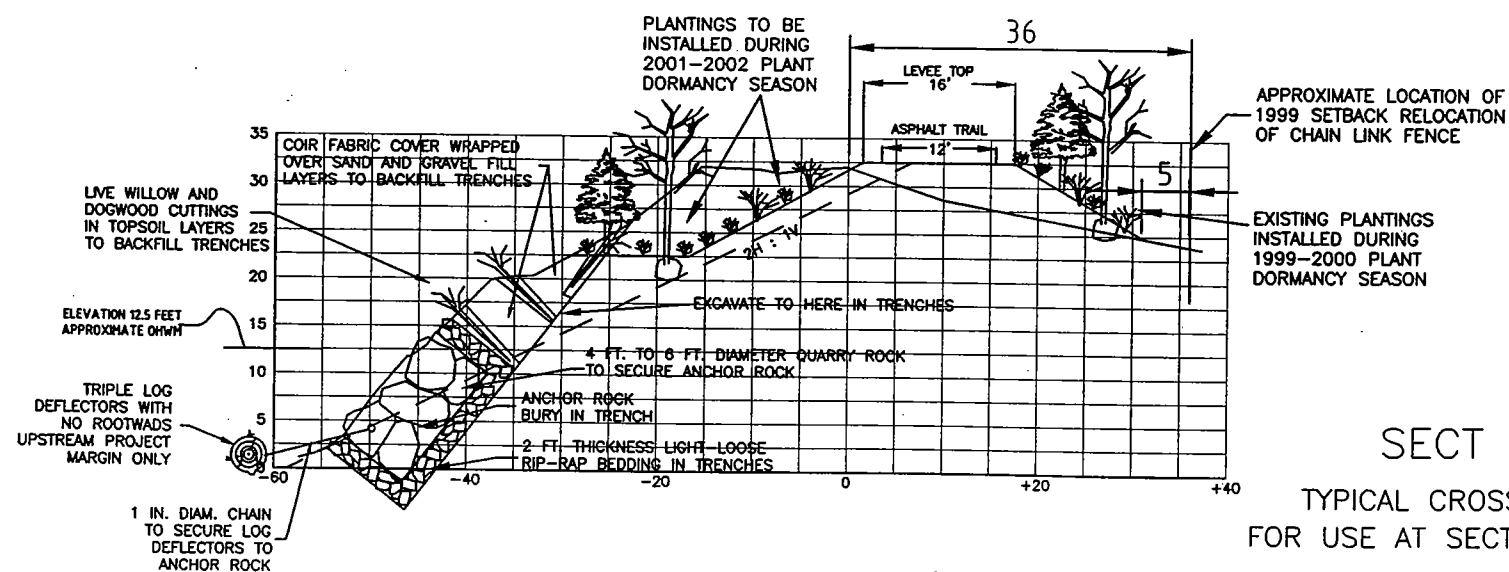 PLANTINGS TO BE
INSTALLED DURING
2001-2002 PLANT
DORMANCY SEASON
36
LEVEE TOP
16'
APPROXIMATE LOCATION OF
1999 SETBACK RELOCATION
OF CHAIN LINK FENCE
ASPHALT TRAIL
12'
35
COIR FABRIC COVER WRAPPED
OVER SAND AND GRAVEL FILL
LAYERS TO BACKFILL TRENCHES
30
5
LIVE WILLOW AND
DOGWOOD CUTTINGS
IN TOPSOIL LAYERS
TO BACKFILL TRENCHES
25
2H : 1V
EXISTING PLANTINGS
INSTALLED DURING
1999-2000 PLANT
DORMANCY SEASON
20
EXCAVATE TO HERE IN TRENCHES
ELEVATION 12.5 FEET
APPROXIMATE OHWM
15
4 FT. TO 6 FT. DIAMETER QUARRY ROCK
TO SECURE ANCHOR ROCK
10
TRIPLE LOG
DEFLECTORS WITH
NO ROOTWADS
UPSTREAM PROJECT
MARGIN ONLY
ANCHOR ROCK
BURY IN TRENCH
5
2 FT. THICKNESS LIGHT-LOOSE
RIP-RAP BEDDING IN TRENCHES
-60
-40
-20
0
+20
+40
1 IN. DIAM. CHAIN
TO SECURE LOG
DEFLECTORS TO
ANCHOR ROCK
SECT
TYPICAL CROSS
FOR USE AT SECT